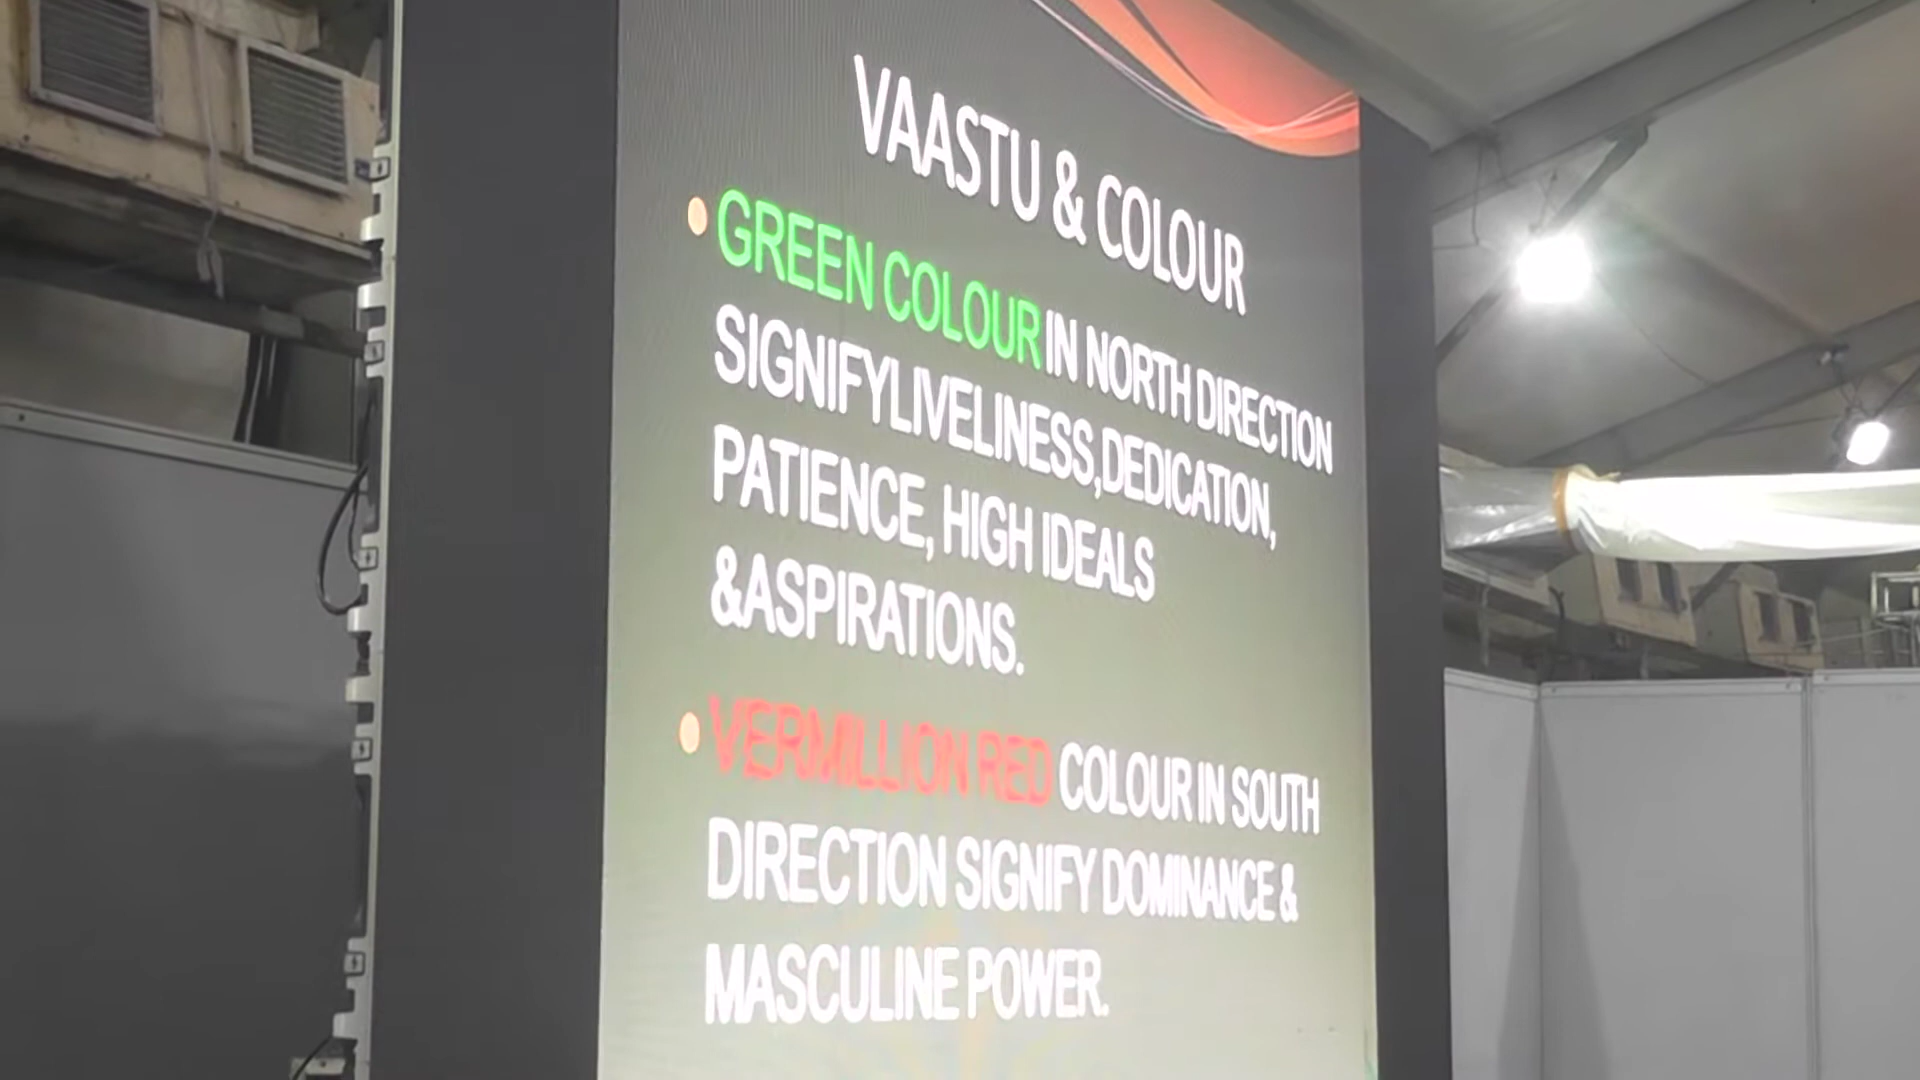 VAASTU & COLOUR
• GREEN COLOUR IN NORTH DIRECTION
SIGNIFYLIVELINESS,DEDICATION,
PATIENCE, HIGH IDEALS
&ASPIRATIONS.
• VERMILLION RED COLOUR IN SOUTH
DIRECTION SIGNIFY DOMINANCE &
MASCULINE POWER.